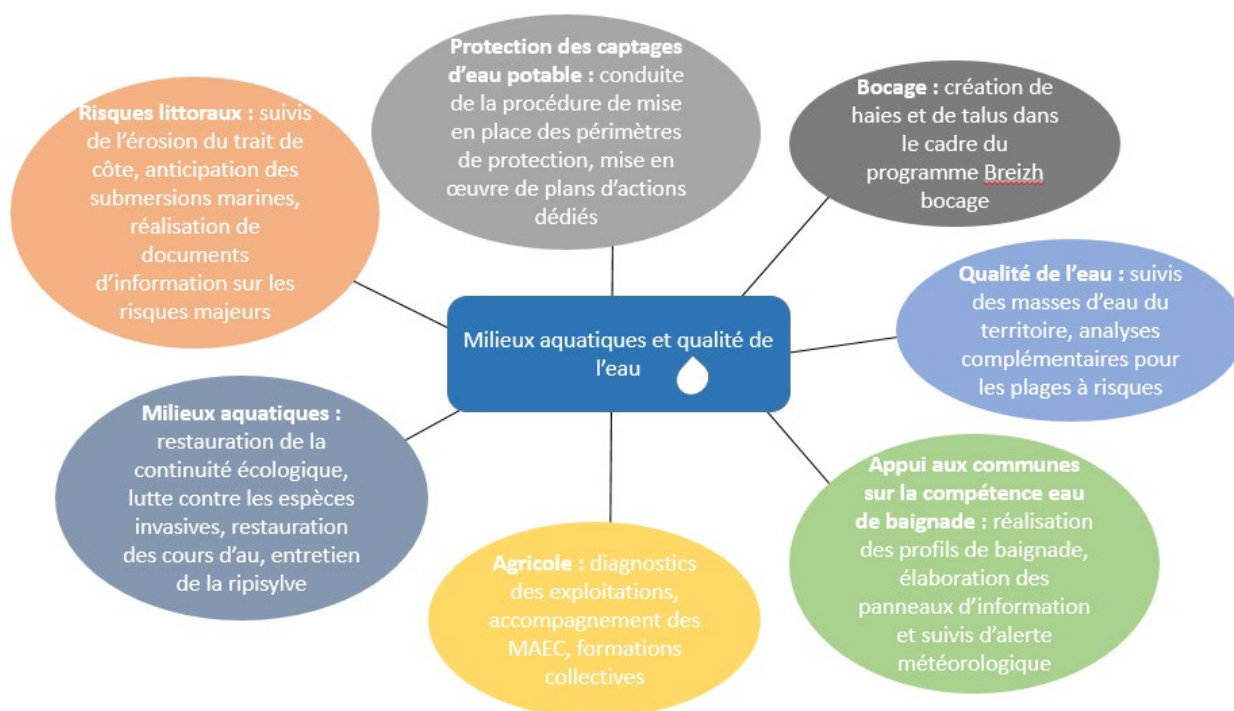 Protection des captages
d’eau potable : conduite
de la procédure de mise
en place des périmètres
de protection, mise en
œuvre de plans d’actions
dédiés
Bocage : création de
haies et de talus dans
le cadre du
programme Breizh
bocage
Risques littoraux : suivis
de l’érosion du trait de
côte, anticipation des
submersions marines,
réalisation de
documents
d’information sur les
risques majeurs
Qualité de l’eau : suivis
des masses d’eau du
territoire, analyses
complémentaires pour
les plages à risques
Milieux aquatiques et qualité de
l’eau
Milieux aquatiques :
restauration de la
continuité écologique,
lutte contre les espèces
invasives, restauration
des cours d’au, entretien
de la ripisylve
Agricole : diagnostics
des exploitations,
accompagnement des
MAEC, formations
collectives
Appui aux communes
sur la compétence eau
de baignade : réalisation
des profils de baignade,
élaboration des
panneaux d’information
et suivis d’alerte
météorologique